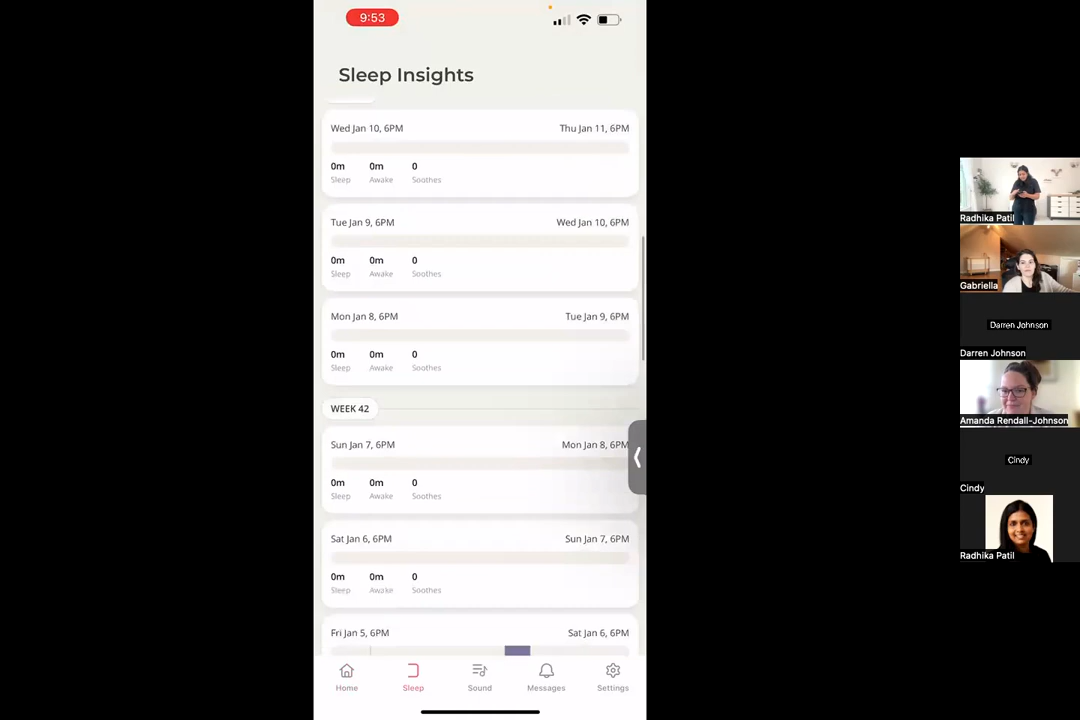 9:53
Sleep Insights
Wed Jan 10, 6PM Thu Jan 11, 6PM
0m 0m 0
Sleep Awake Soothes
Tue Jan 9, 6PM Wed Jan 10, 6PM
0m 0m 0
Sleep Awake Soothes
Mon Jan 8, 6PM Tue Jan 9, 6PM
0m 0m 0
Sleep Awake Soothes
WEEK 42
Sun Jan 7, 6PM Mon Jan 8, 6PM
0m 0m 0
Sleep Awake Soothes
Sat Jan 6, 6PM Sun Jan 7, 6PM
0m 0m 0
Sleep Awake Soothes
Fri Jan 5, 6PM Sat Jan 6, 6PM
Home Sleep Sound Messages Settings
Radhika Patil
Gabriella
Darren Johnson
Darren Johnson
Amanda Rendall-Johnson
Cindy
Cindy
Radhika Patil